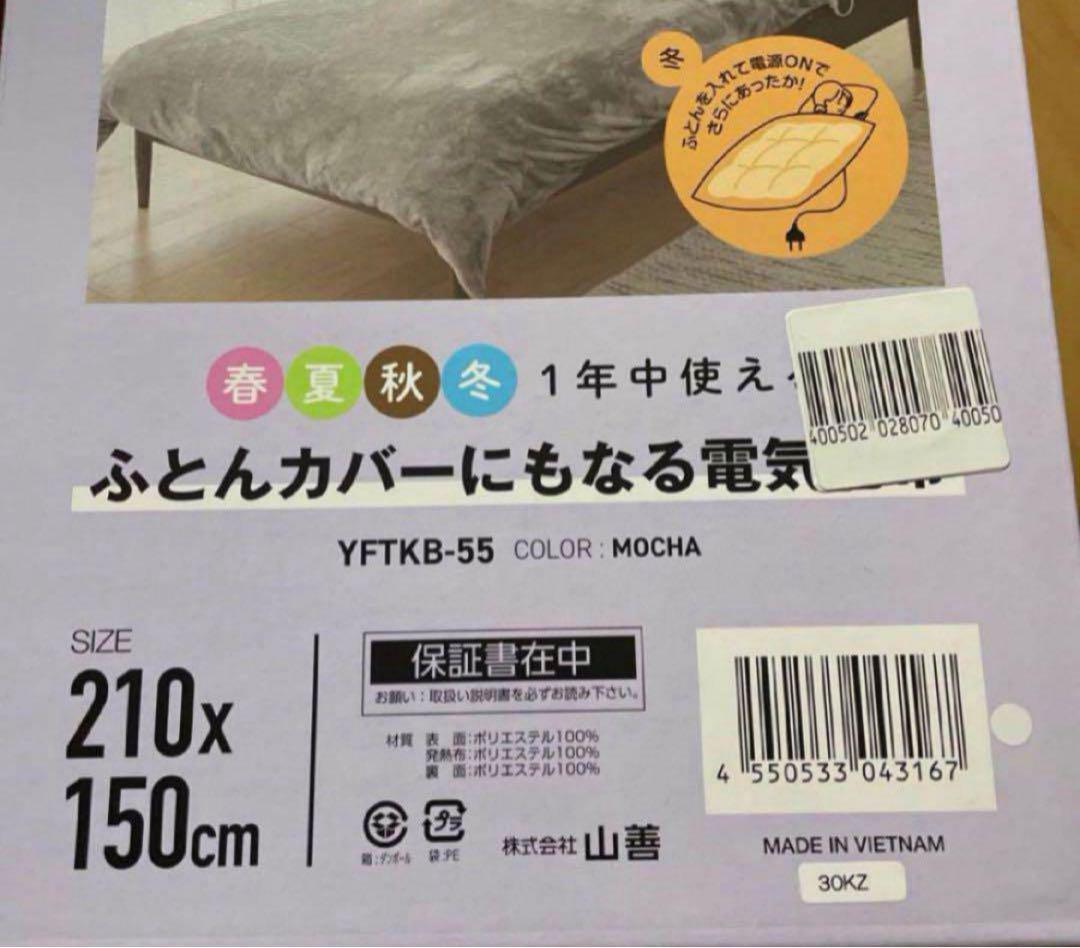 冬
ふとんを入れて電源ONで
さらにあったか!
春夏秋冬 1年中使え
ふとんカバーにもなる電気
400502 028070 40050
YFTKB-55 COLOR : MOCHA
SIZE
210x
150cm
保証書在中
お願い:取扱い説明書を必ずお読み下さい。
材質 表 面:ポリエステル100%
発熱布:ポリエステル100%
裏 面:ポリエステル100%
プラ
箱:ダンボール 袋:PE
株式会社 山善
4 550533 043167
MADE IN VIETNAM
30KZ